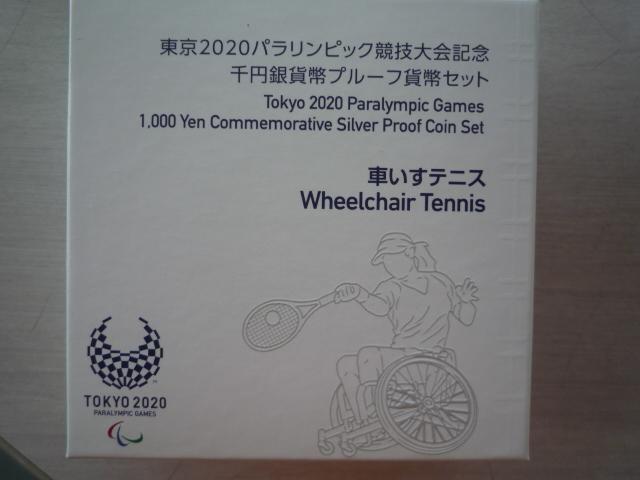 東京2020パラリンピック競技大会記念
千円銀貨幣プルーフ貨幣セット
Tokyo 2020 Paralympic Games
1,000 Yen Commemorative Silver Proof Coin Set
車いすテニス
Wheelchair Tennis
TOKYO 2020
PARALYMPIC GAMES